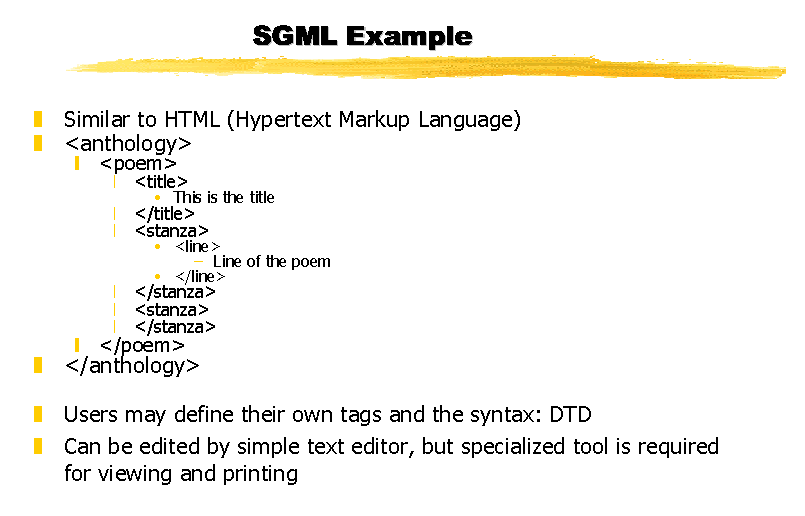 SGML Example
Similar to HTML (Hypertext Markup Language)
<anthology>
<poem>
<title>
This is the title
</title>
<stanza>
<line>
Line of the poem
</line>
</stanza>
<stanza>
</stanza>
</poem>
</anthology>
Users may define their own tags and the syntax: DTD
Can be edited by simple text editor, but specialized tool is required
for viewing and printing